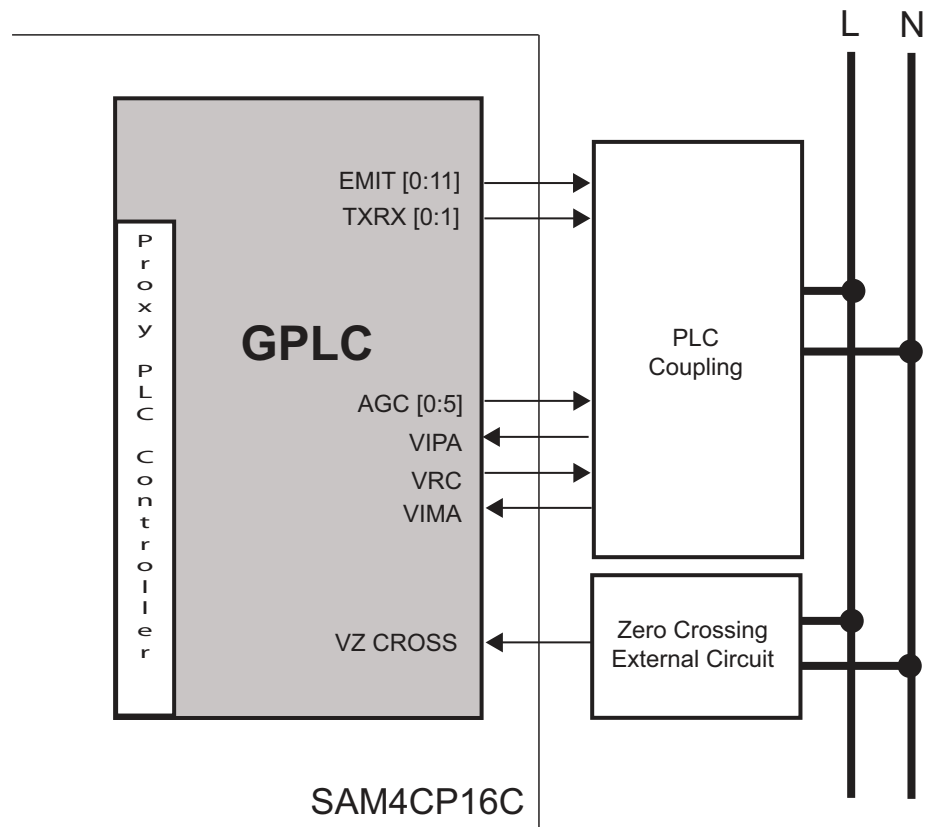 L N
EMIT [0:11]
TXRX [0:1]
Proxy PLC Controller
GPLC
PLC
Coupling
AGC [0:5]
VIPA
VRC
VIMA
VZ CROSS
Zero Crossing
External Circuit
SAM4CP16C